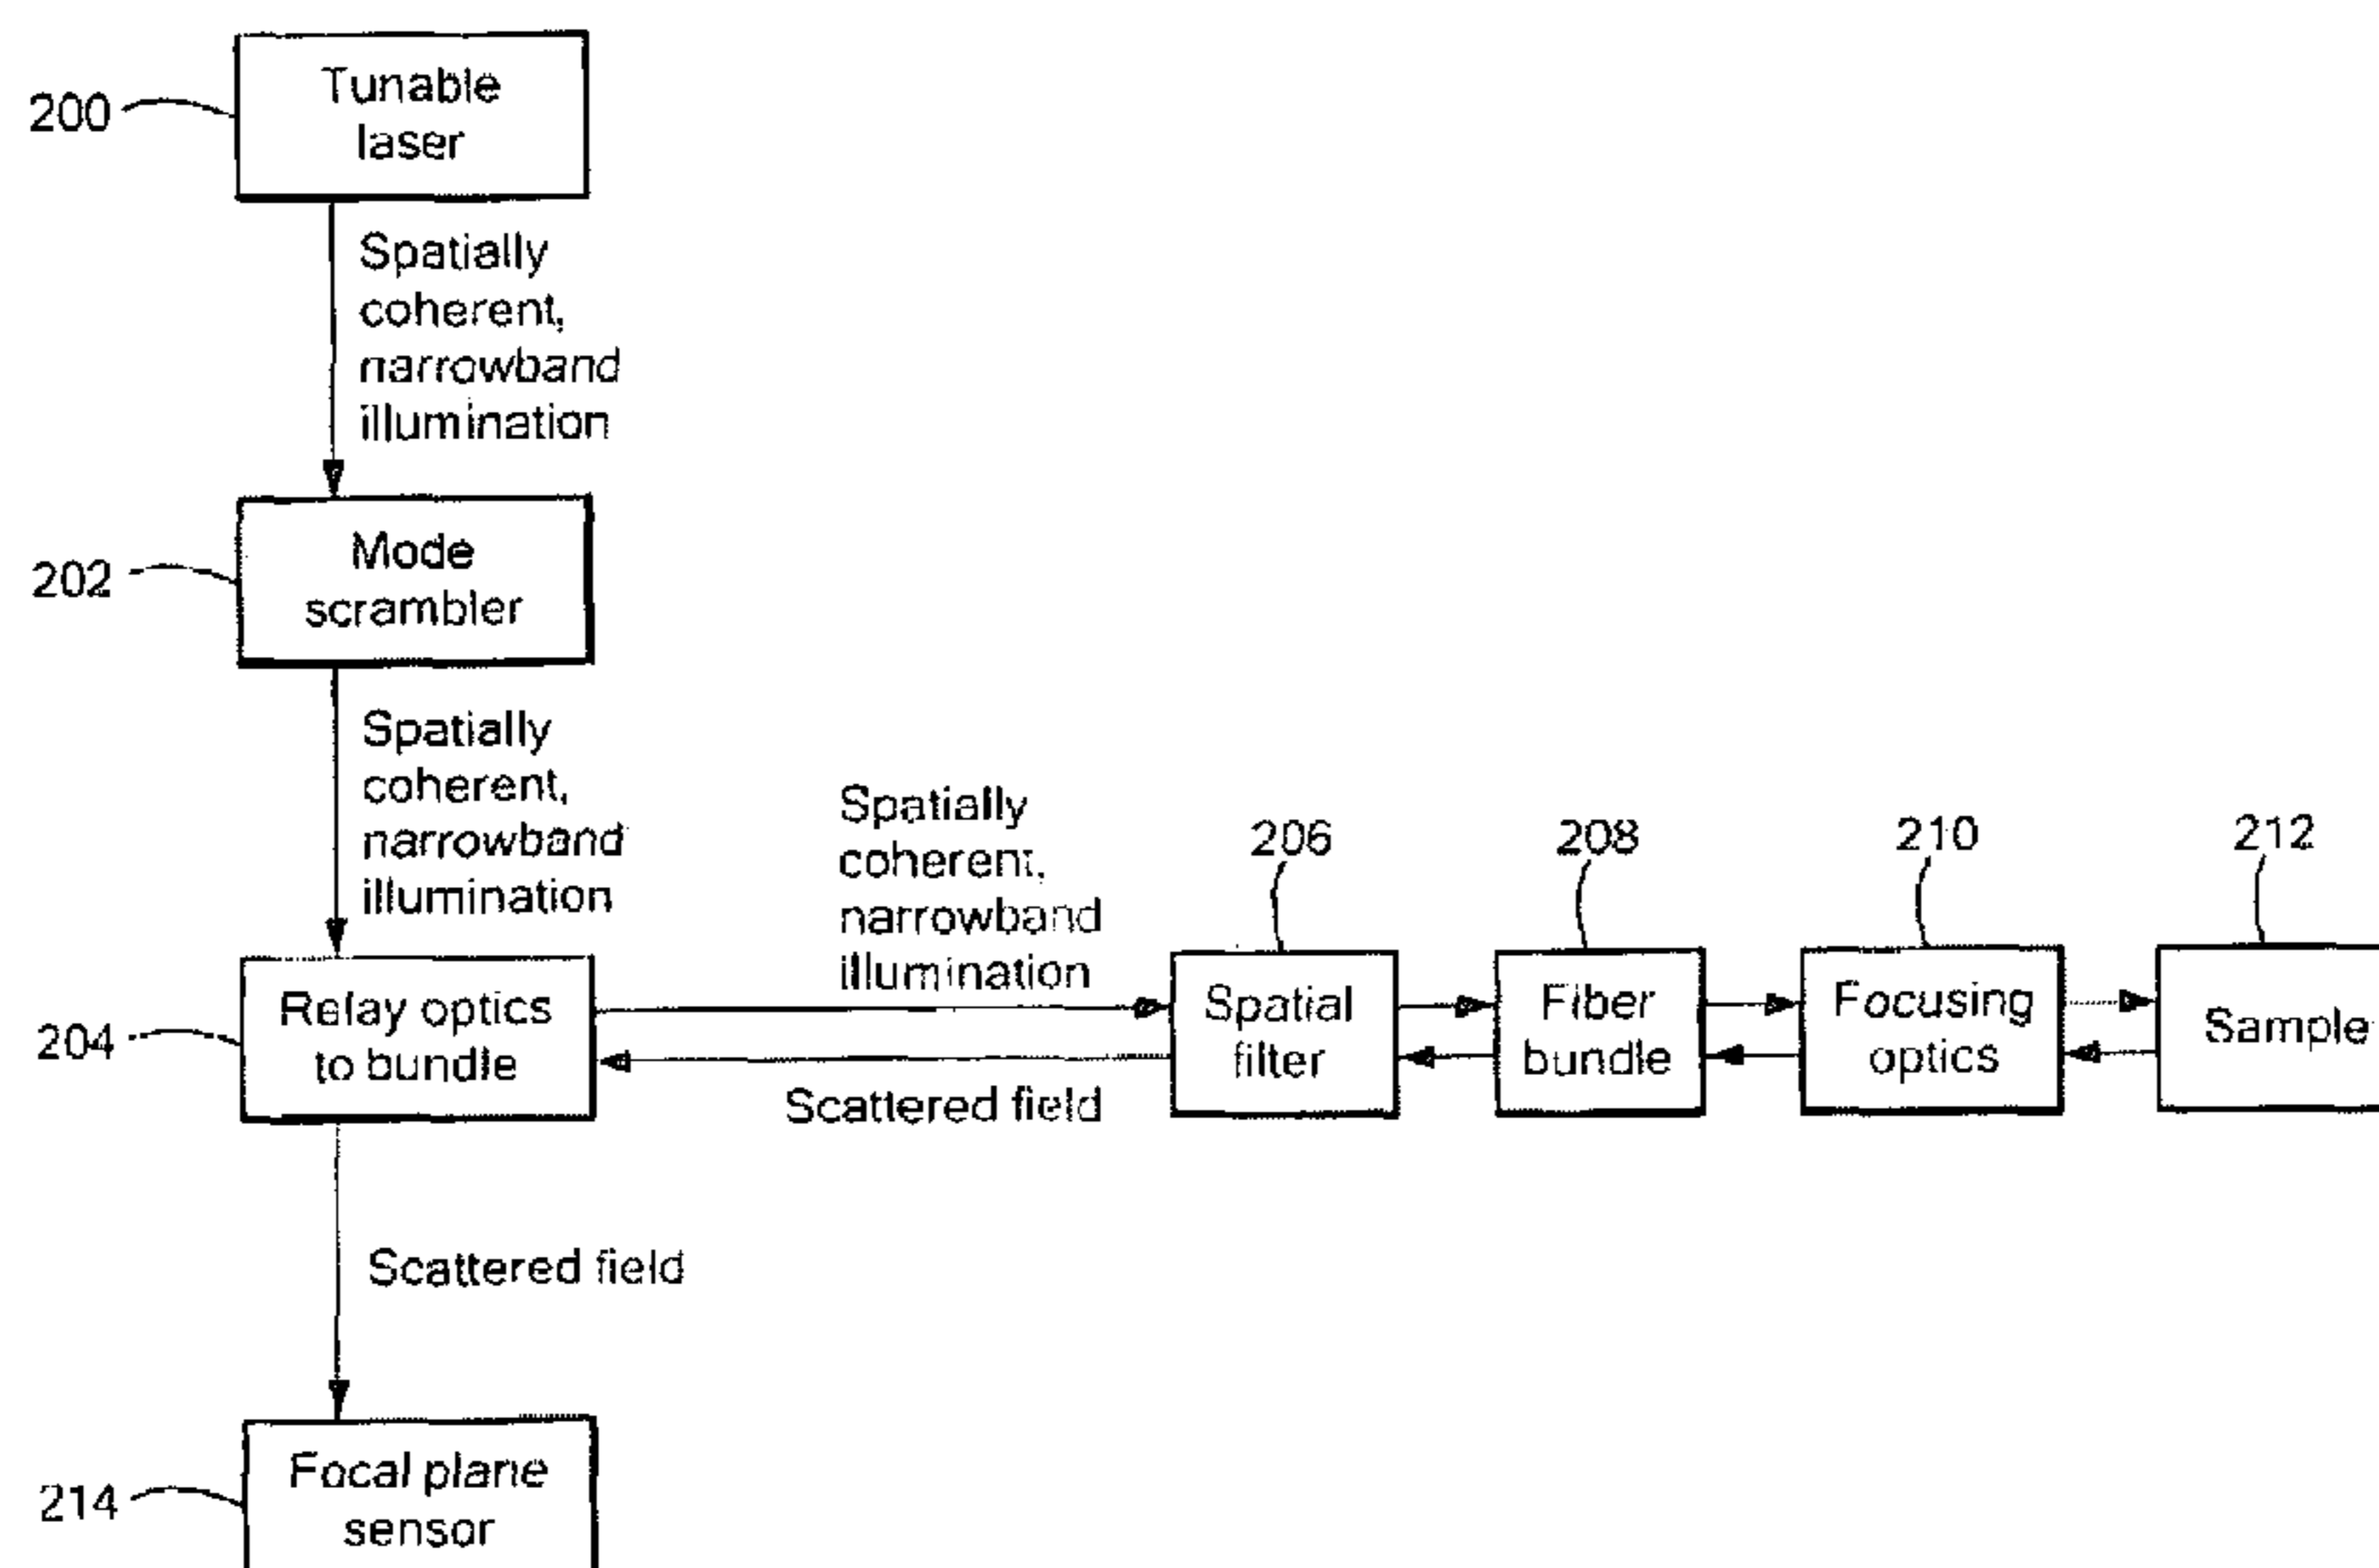 200
Tunable
laser
Spatially
coherent,
narrowband
illumination
202
Mode
scrambler
Spatially
coherent,
narrowband
illumination
204
Relay optics
to bundle
Spatially
coherent,
narrowband
illumination
Scattered field
206
Spatial
filter
208
Fiber
bundle
210
Focusing
optics
212
Sample
Scattered field
214
Focal plane
sensor